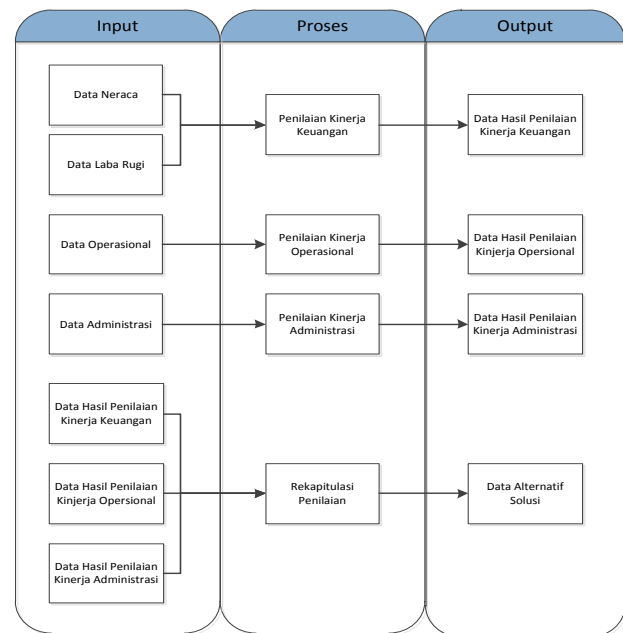 Input
Proses
Output
Data Neraca
Data Laba Rugi
Penilaian Kinerja
Keuangan
Data Hasil Penilaian
Kinerja Keuangan
Data Operasional
Penilaian Kinerja
Operasional
Data Hasil Penilaian
Kinjerja Opersional
Data Administrasi
Penilaian Kinerja
Administrasi
Data Hasil Penilaian
Kinerja Administrasi
Data Hasil Penilaian
Kinerja Keuangan
Data Hasil Penilaian
Kinjerja Opersional
Data Hasil Penilaian
Kinerja Administrasi
Rekapitulasi
Penilaian
Data Alternatif
Solusi